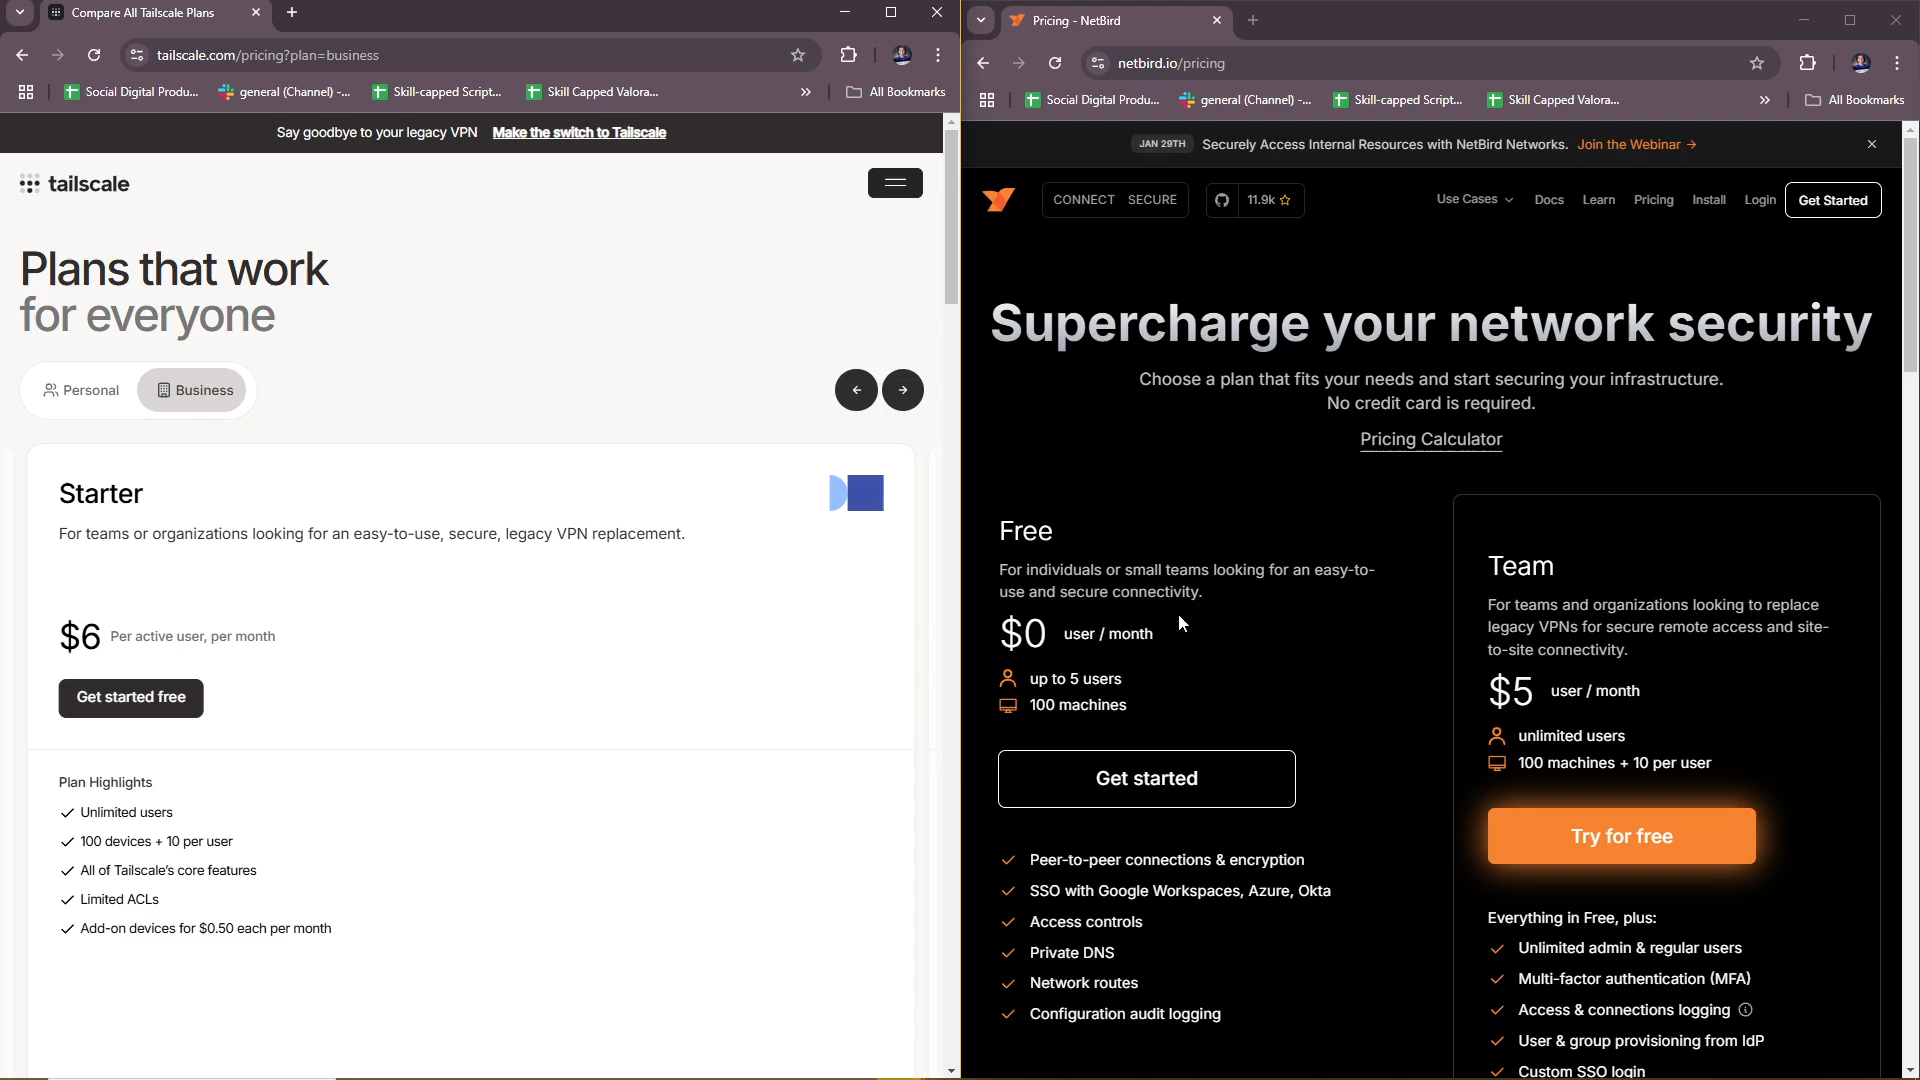 Compare All Tailscale Plans
tailscale.com/pricing?plan=business
Social Digital Produ...
general (Channel) -...
Skill-capped Script...
Skill Capped Valora...
All Bookmarks
Say goodbye to your legacy VPN Make the switch to Tailscale
tailscale
Plans that work
for everyone
Personal
Business
Starter
For teams or organizations looking for an easy-to-use, secure, legacy VPN replacement.
$6 Per active user, per month
Get started free
Plan Highlights
Unlimited users
100 devices + 10 per user
All of Tailscale's core features
Limited ACLs
Add-on devices for $0.50 each per month
Pricing - NetBird
netbird.io/pricing
Social Digital Produ...
general (Channel) -...
Skill-capped Script...
Skill Capped Valora...
All Bookmarks
JAN 29TH Securely Access Internal Resources with NetBird Networks. Join the Webinar →
CONNECT SECURE
11.9k
Use Cases
Docs
Learn
Pricing
Install
Login
Get Started
Supercharge your network security
Choose a plan that fits your needs and start securing your infrastructure.
No credit card is required.
Pricing Calculator
Free
For individuals or small teams looking for an easy-to-
use and secure connectivity.
$0 user / month
up to 5 users
100 machines
Get started
Peer-to-peer connections & encryption
SSO with Google Workspaces, Azure, Okta
Access controls
Private DNS
Network routes
Configuration audit logging
Team
For teams and organizations looking to replace
legacy VPNs for secure remote access and site-
to-site connectivity.
$5 user / month
unlimited users
100 machines + 10 per user
Try for free
Everything in Free, plus:
Unlimited admin & regular users
Multi-factor authentication (MFA)
Access & connections logging
User & group provisioning from IdP
Custom SSO login